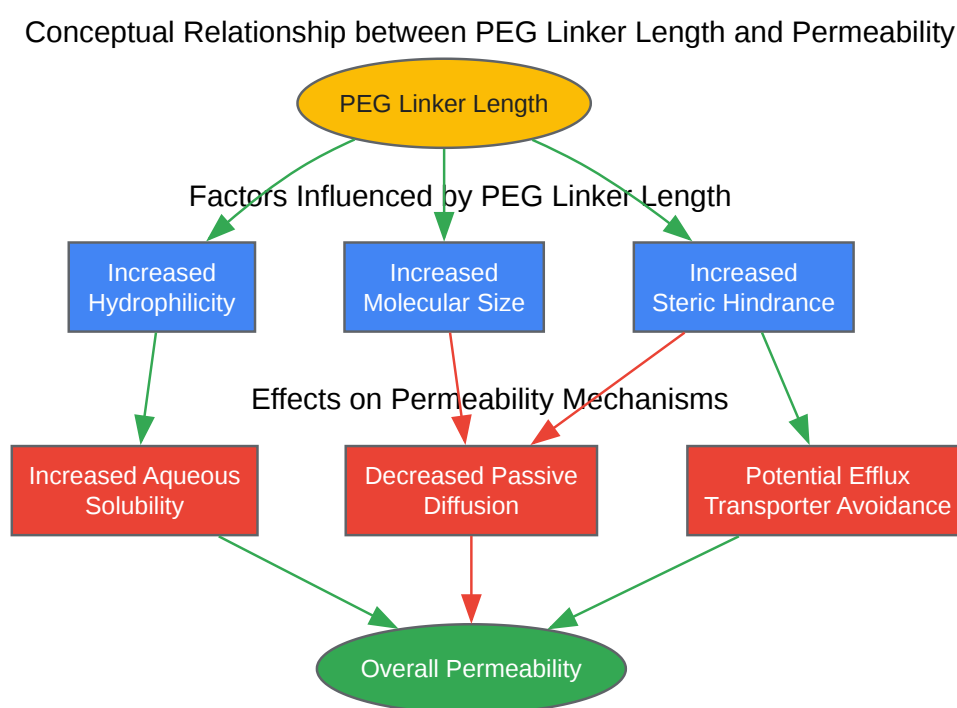 Conceptual Relationship between PEG Linker Length and Permeability
PEG Linker Length
Factors Influenced by PEG Linker Length
Increased
Hydrophilicity
Increased
Molecular Size
Increased
Steric Hindrance
Effects on Permeability Mechanisms
Increased Aqueous
Solubility
Decreased Passive
Diffusion
Potential Efflux
Transporter Avoidance
Overall Permeability